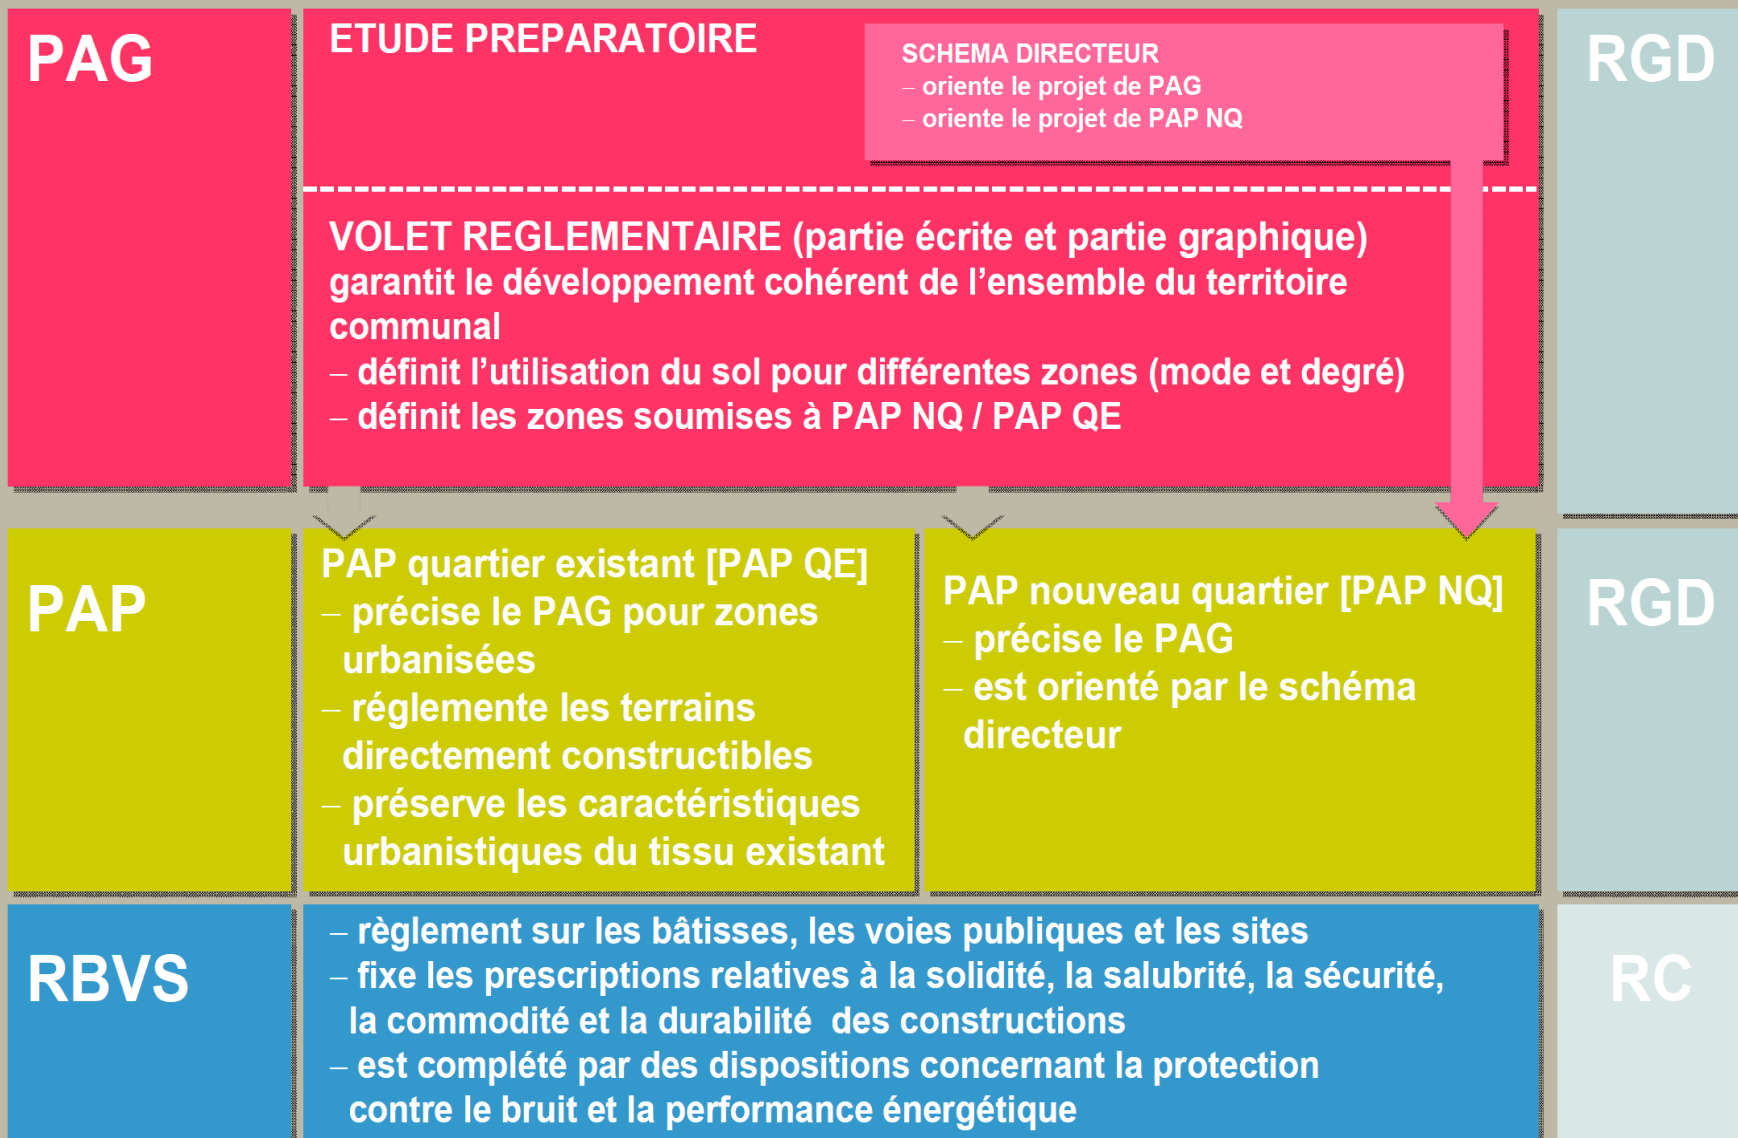 PAG
ETUDE PREPARATOIRE
SCHEMA DIRECTEUR
– oriente le projet de PAG
– oriente le projet de PAP NQ
RGD
VOLET REGLEMENTAIRE (partie écrite et partie graphique)
garantit le développement cohérent de l’ensemble du territoire
communal
– définit l’utilisation du sol pour différentes zones (mode et degré)
– définit les zones soumises à PAP NQ / PAP QE
PAP
PAP quartier existant [PAP QE]
– précise le PAG pour zones
urbanisées
– réglemente les terrains
directement constructibles
– préserve les caractéristiques
urbanistiques du tissu existant
PAP nouveau quartier [PAP NQ]
– précise le PAG
– est orienté par le schéma
directeur
RGD
RBVS
– règlement sur les bâtisses, les voies publiques et les sites
– fixe les prescriptions relatives à la solidité, la salubrité, la sécurité,
la commodité et la durabilité des constructions
– est complété par des dispositions concernant la protection
contre le bruit et la performance énergétique
RC